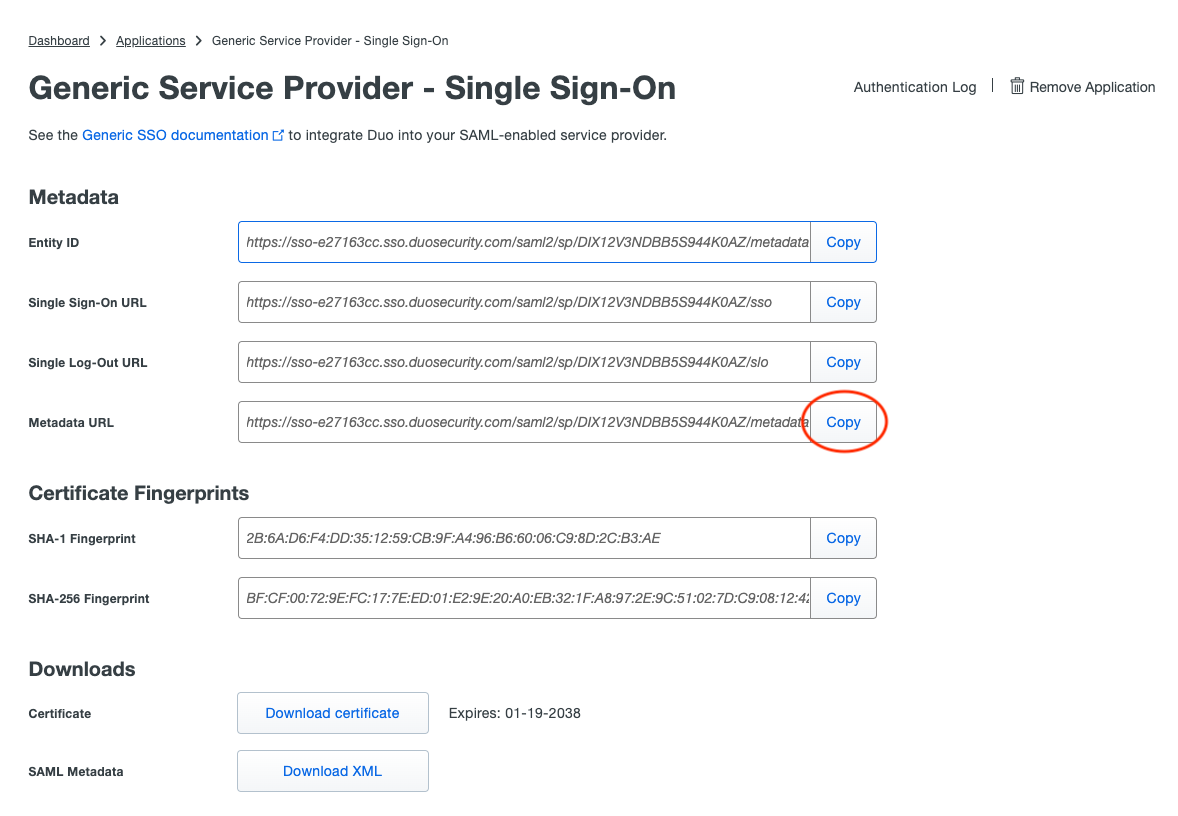 Dashboard > Applications > Generic Service Provider - Single Sign-On
Generic Service Provider - Single Sign-On
Authentication Log | Remove Application
See the Generic SSO documentation to integrate Duo into your SAML-enabled service provider.
Metadata
Entity ID https://sso-e27163cc.sso.duosecurity.com/saml2/sp/DIX12V3NDBB5S944K0AZ/metadata Copy
Single Sign-On URL https://sso-e27163cc.sso.duosecurity.com/saml2/sp/DIX12V3NDBB5S944K0AZ/sso Copy
Single Log-Out URL https://sso-e27163cc.sso.duosecurity.com/saml2/sp/DIX12V3NDBB5S944K0AZ/slo Copy
Metadata URL https://sso-e27163cc.sso.duosecurity.com/saml2/sp/DIX12V3NDBB5S944K0AZ/metadata Copy
Certificate Fingerprints
SHA-1 Fingerprint 2B:6A:D6:F4:DD:35:12:59:CB:9F:A4:96:B6:60:06:C9:8D:2C:B3:AE Copy
SHA-256 Fingerprint BF:CF:00:72:9E:FC:17:7E:ED:01:E2:9E:20:A0:EB:32:1F:A8:97:2E:9C:51:02:7D:C9:08:12:42 Copy
Downloads
Certificate Download certificate Expires: 01-19-2038
SAML Metadata Download XML